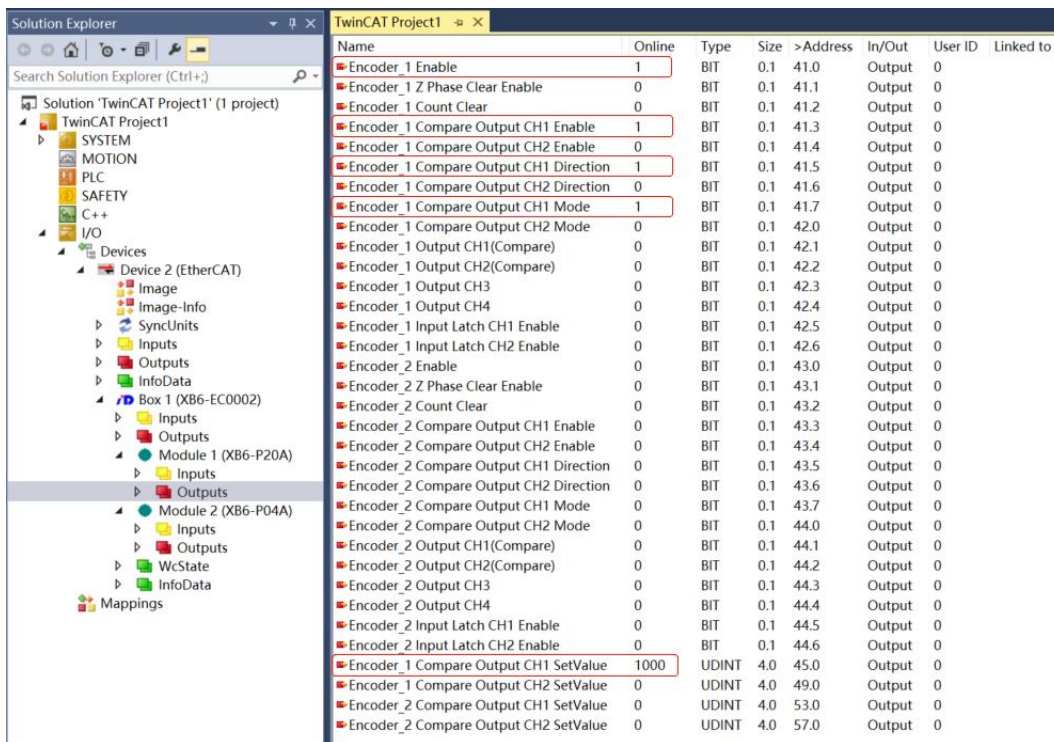 Solution Explorer
Search Solution Explorer (Ctrl+;)
Solution 'TwinCAT Project1' (1 project)
TwinCAT Project1
SYSTEM
MOTION
PLC
SAFETY
C++
I/O
Devices
Device 2 (EtherCAT)
Image
Image-Info
SyncUnits
Inputs
Outputs
InfoData
Box 1 (XB6-EC0002)
Inputs
Outputs
Module 1 (XB6-P20A)
Inputs
Outputs
Module 2 (XB6-P04A)
Inputs
Outputs
WcState
InfoData
Mappings
TwinCAT Project1
Name Online Type Size >Address In/Out User ID Linked to
Encoder_1 Enable 1 BIT 0.1 41.0 Output 0
Encoder_1 Z Phase Clear Enable 0 BIT 0.1 41.1 Output 0
Encoder_1 Count Clear 0 BIT 0.1 41.2 Output 0
Encoder_1 Compare Output CH1 Enable 1 BIT 0.1 41.3 Output 0
Encoder_1 Compare Output CH2 Enable 0 BIT 0.1 41.4 Output 0
Encoder_1 Compare Output CH1 Direction 1 BIT 0.1 41.5 Output 0
Encoder_1 Compare Output CH2 Direction 0 BIT 0.1 41.6 Output 0
Encoder_1 Compare Output CH1 Mode 1 BIT 0.1 41.7 Output 0
Encoder_1 Compare Output CH2 Mode 0 BIT 0.1 42.0 Output 0
Encoder_1 Output CH1(Compare) 0 BIT 0.1 42.1 Output 0
Encoder_1 Output CH2(Compare) 0 BIT 0.1 42.2 Output 0
Encoder_1 Output CH3 0 BIT 0.1 42.3 Output 0
Encoder_1 Output CH4 0 BIT 0.1 42.4 Output 0
Encoder_1 Input Latch CH1 Enable 0 BIT 0.1 42.5 Output 0
Encoder_1 Input Latch CH2 Enable 0 BIT 0.1 42.6 Output 0
Encoder_2 Enable 0 BIT 0.1 43.0 Output 0
Encoder_2 Z Phase Clear Enable 0 BIT 0.1 43.1 Output 0
Encoder_2 Count Clear 0 BIT 0.1 43.2 Output 0
Encoder_2 Compare Output CH1 Enable 0 BIT 0.1 43.3 Output 0
Encoder_2 Compare Output CH2 Enable 0 BIT 0.1 43.4 Output 0
Encoder_2 Compare Output CH1 Direction 0 BIT 0.1 43.5 Output 0
Encoder_2 Compare Output CH2 Direction 0 BIT 0.1 43.6 Output 0
Encoder_2 Compare Output CH1 Mode 0 BIT 0.1 43.7 Output 0
Encoder_2 Compare Output CH2 Mode 0 BIT 0.1 44.0 Output 0
Encoder_2 Output CH1(Compare) 0 BIT 0.1 44.1 Output 0
Encoder_2 Output CH2(Compare) 0 BIT 0.1 44.2 Output 0
Encoder_2 Output CH3 0 BIT 0.1 44.3 Output 0
Encoder_2 Output CH4 0 BIT 0.1 44.4 Output 0
Encoder_2 Input Latch CH1 Enable 0 BIT 0.1 44.5 Output 0
Encoder_2 Input Latch CH2 Enable 0 BIT 0.1 44.6 Output 0
Encoder_1 Compare Output CH1 SetValue 1000 UDINT 4.0 45.0 Output 0
Encoder_1 Compare Output CH2 SetValue 0 UDINT 4.0 49.0 Output 0
Encoder_2 Compare Output CH1 SetValue 0 UDINT 4.0 53.0 Output 0
Encoder_2 Compare Output CH2 SetValue 0 UDINT 4.0 57.0 Output 0